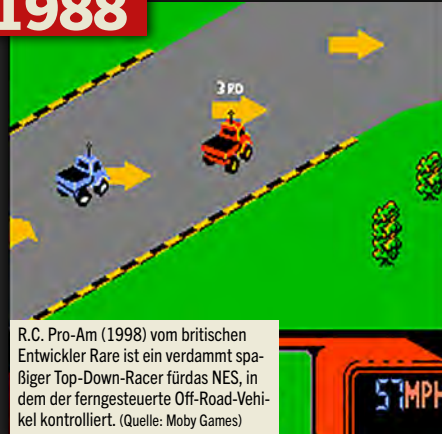 1988
3RD
R.C. Pro-Am (1998) vom britischen
Entwickler Rare ist ein verdammt spa-
ßiger Top-Down-Racer fürdas NES, in
dem der ferngesteuerte Off-Road-Vehi-
kel kontrolliert. (Quelle: Moby Games)
57MPH